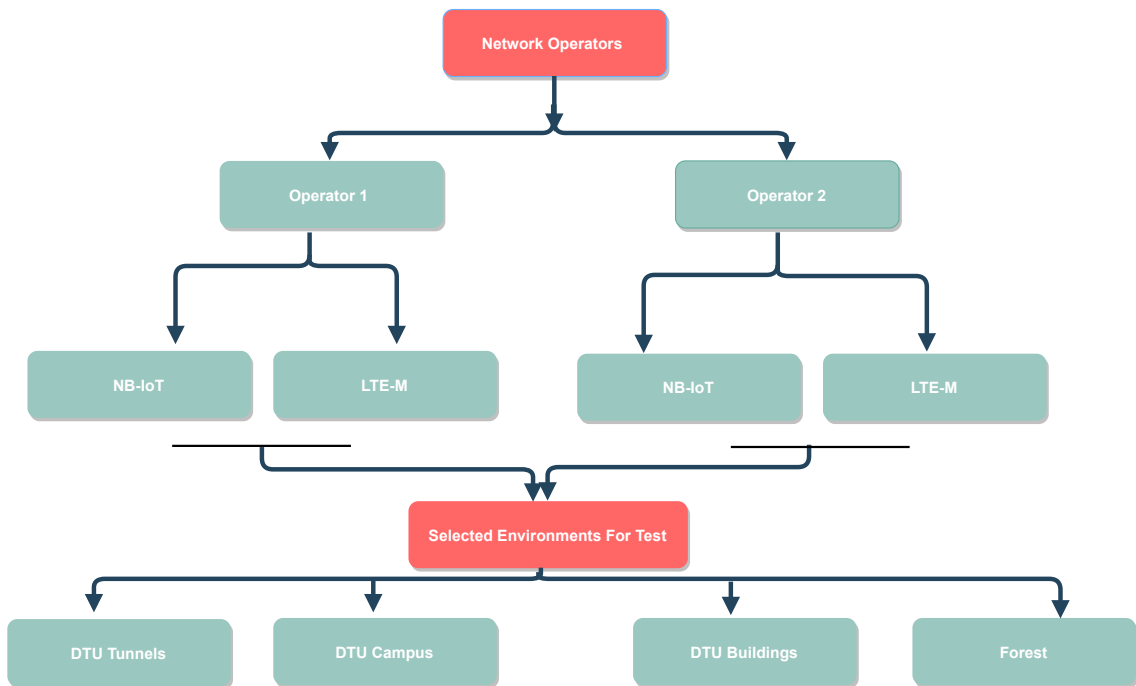 Network Operators
Operator 1
Operator 2
NB-IoT
LTE-M
NB-IoT
LTE-M
Selected Environments For Test
DTU Tunnels
DTU Campus
DTU Buildings
Forest